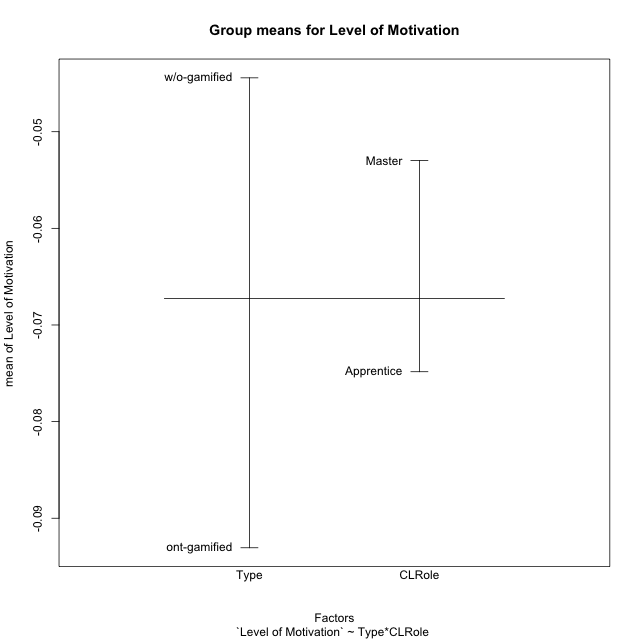 Group means for Level of Motivation
mean of Level of Motivation
-0.05
-0.06
-0.07
-0.08
-0.09
w/o-gamified
Master
Apprentice
ont-gamified
Type
CLRole
Factors
`Level of Motivation` ~ Type*CLRole